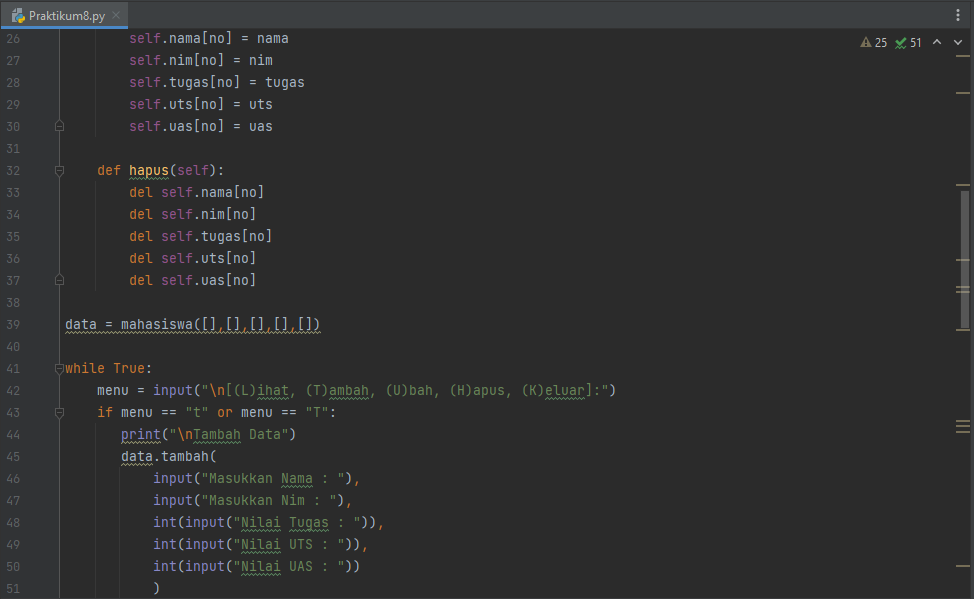 Praktikum8.py
25 51
26 self.nama[no] = nama
27 self.nim[no] = nim
28 self.tugas[no] = tugas
29 self.uts[no] = uts
30 self.uas[no] = uas
31
32 def hapus(self):
33 del self.nama[no]
34 del self.nim[no]
35 del self.tugas[no]
36 del self.uts[no]
37 del self.uas[no]
38
39 data = mahasiswa([],[],[],[],[])
40
41 while True:
42 menu = input("\n[(L)ihat, (T)ambah, (U)bah, (H)apus, (K)eluar]:")
43 if menu == "t" or menu == "T":
44 print("\nTambah Data")
45 data.tambah(
46 input("Masukkan Nama : "),
47 input("Masukkan Nim : "),
48 int(input("Nilai Tugas : ")),
49 int(input("Nilai UTS : ")),
50 int(input("Nilai UAS : "))
51 )